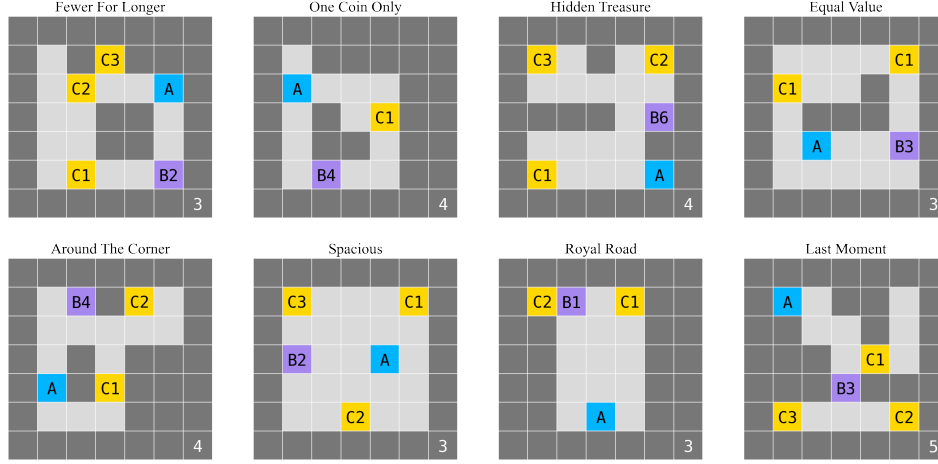 Fewer For Longer
C3
C2 A
C1 B2
3
One Coin Only
A
C1
B4
4
Hidden Treasure
C3 C2
B6
C1 A
4
Equal Value
C1
C1
A B3
3
Around The Corner
B4 C2
A C1
4
Spacious
C3 C1
B2 A
C2
3
Royal Road
C2 B1 C1
A
3
Last Moment
A
C1
B3
C3 C2
5